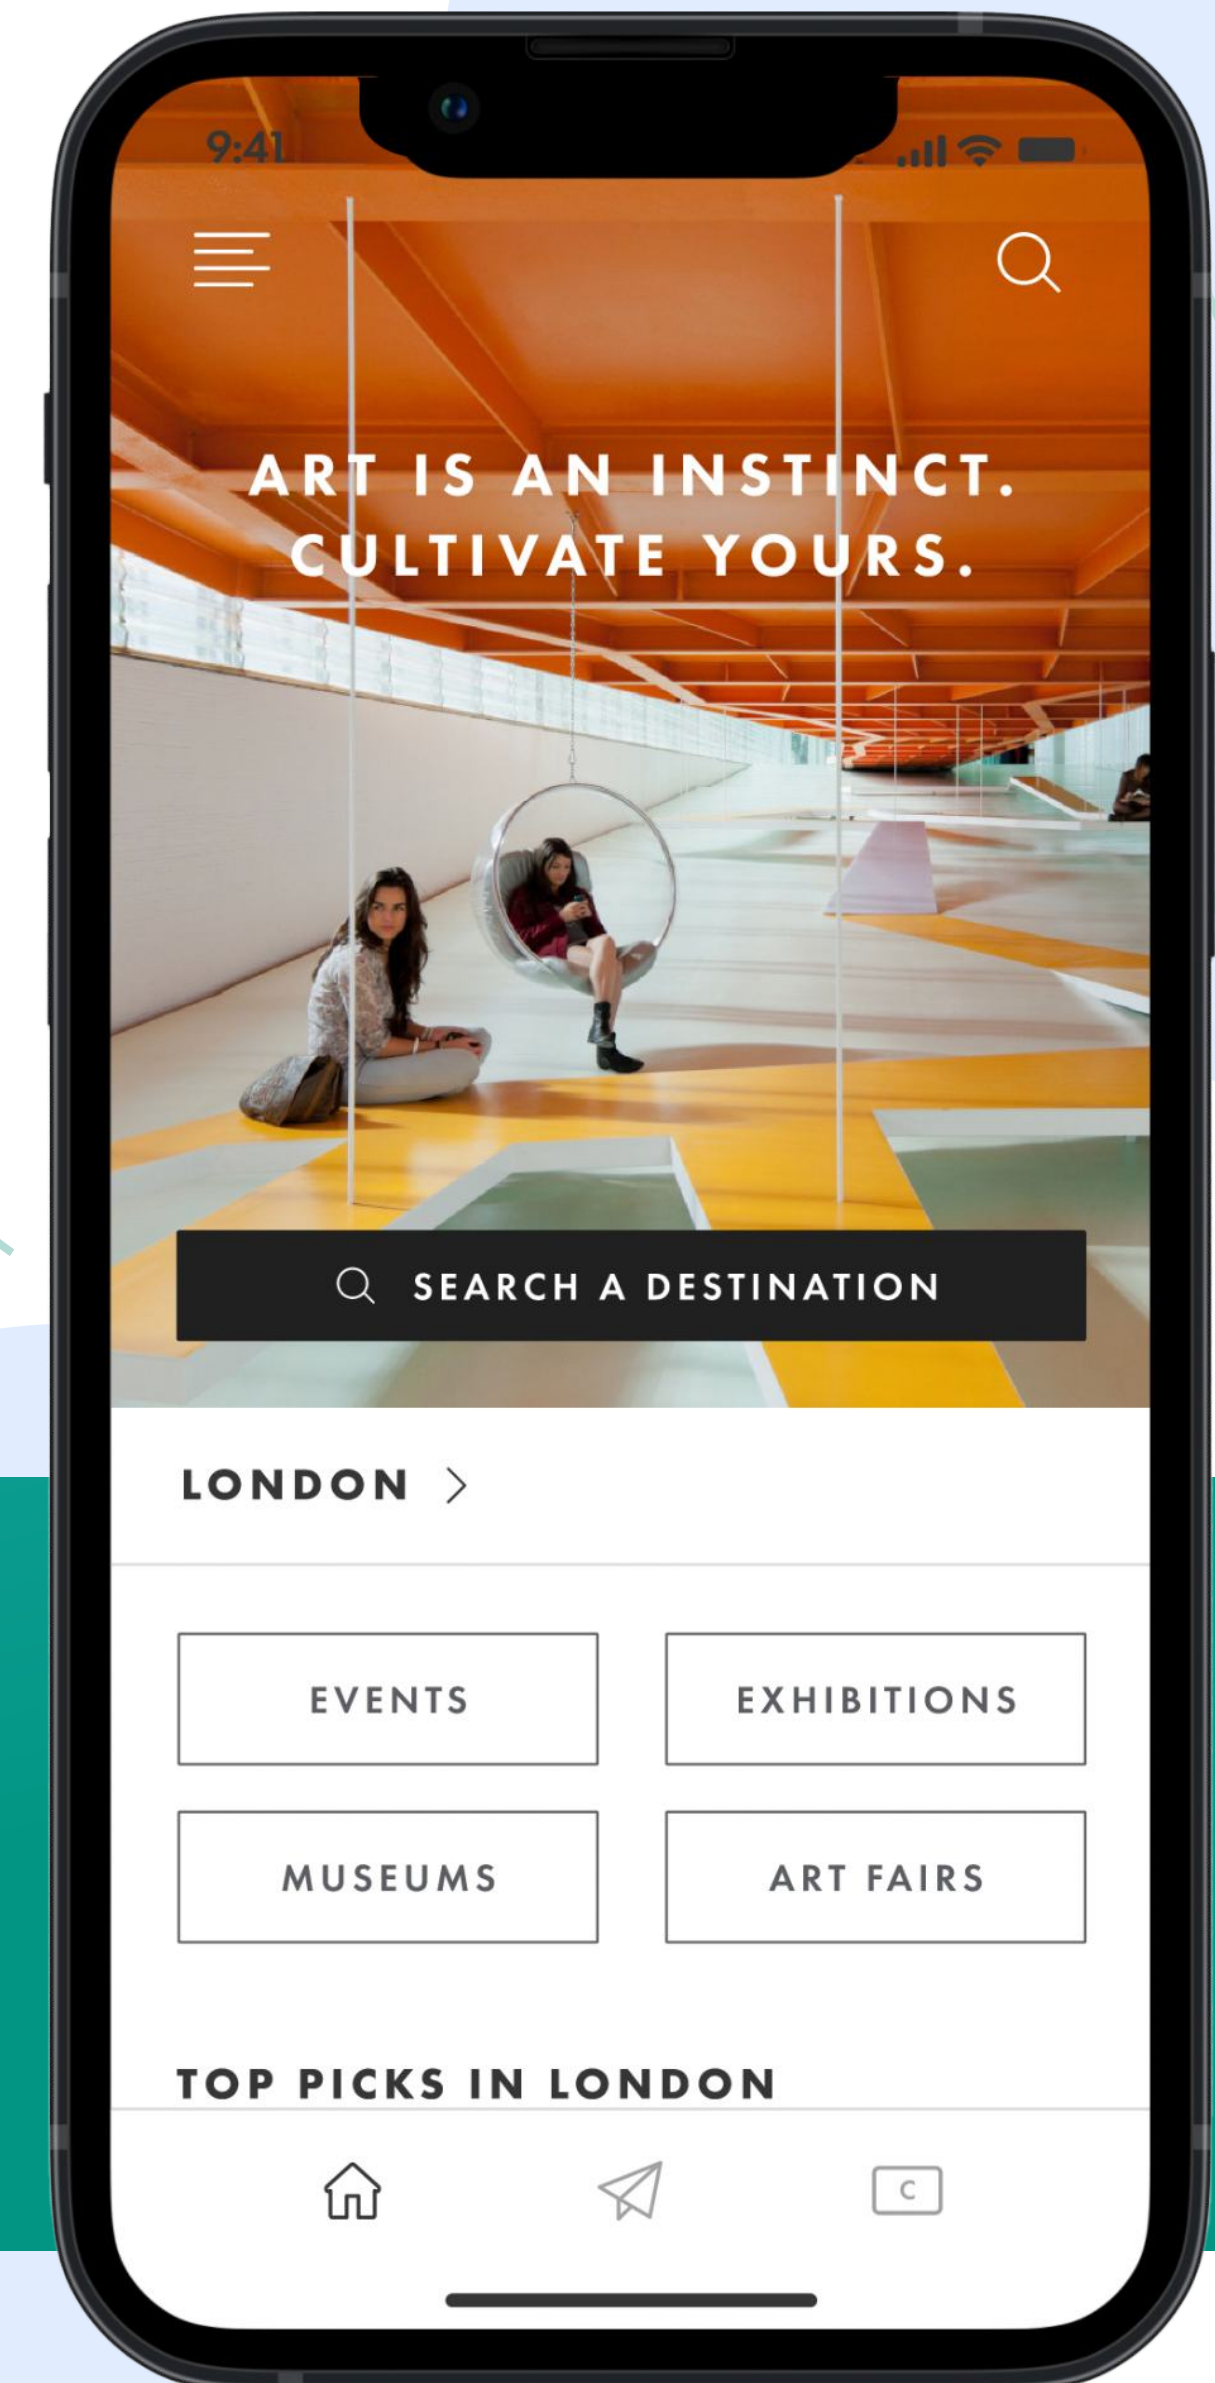 9:41
ART IS AN INSTINCT.
CULTIVATE YOURS.
SEARCH A DESTINATION
LONDON >
EVENTS
EXHIBITIONS
MUSEUMS
ART FAIRS
TOP PICKS IN LONDON
C